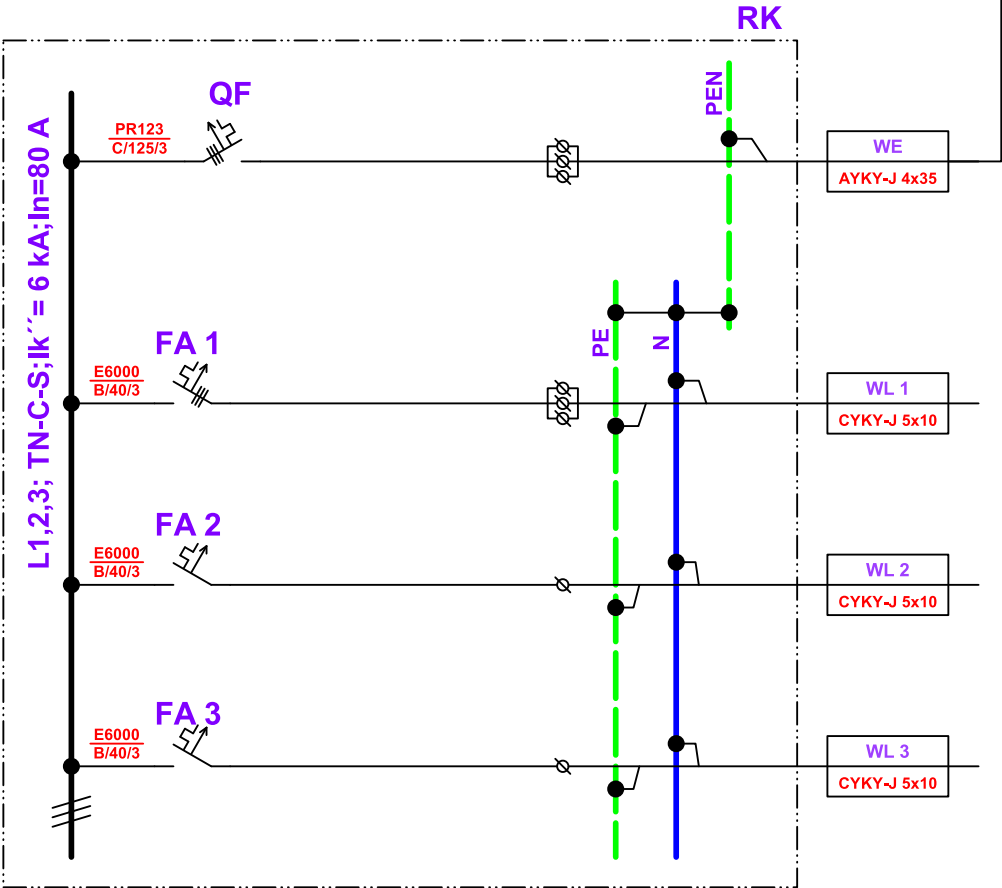 RK
QF
PEN
PR123
C/125/3
WE
AYKY-J 4x35
L1,2,3; TN-C-S;Ik´´= 6 kA;In=80 A
PE
N
FA 1
E6000
B/40/3
WL 1
CYKY-J 5x10
FA 2
E6000
B/40/3
WL 2
CYKY-J 5x10
FA 3
E6000
B/40/3
WL 3
CYKY-J 5x10